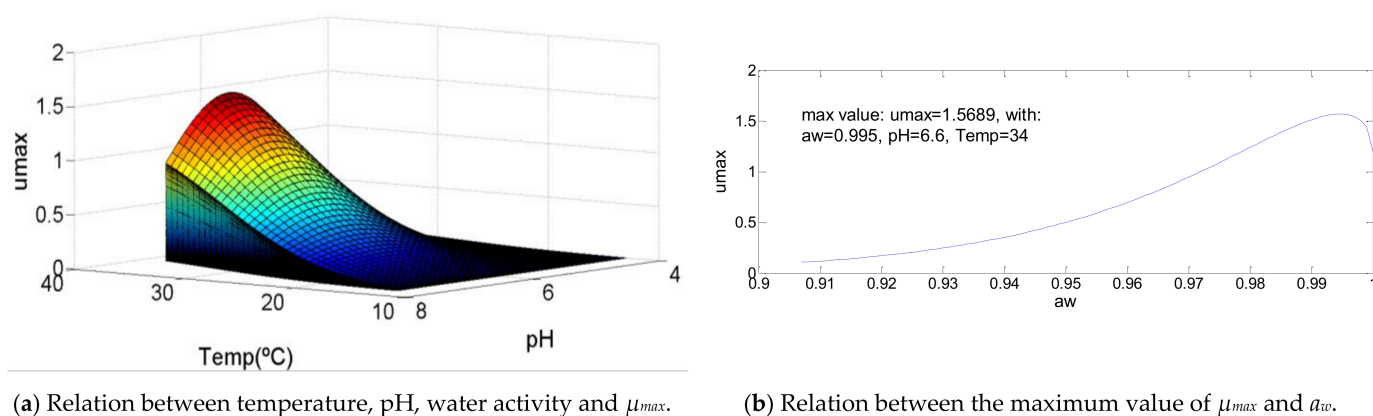 2
1.5
1
0.5
0
umax
40
30
20
10
8
6
4
Temp(ºC)
pH
2
1.5
1
0.5
0
umax
max value: umax=1.5689, with:
aw=0.995, pH=6.6, Temp=34
0.9 0.91 0.92 0.93 0.94 0.95 0.96 0.97 0.98 0.99 1
aw
(a) Relation between temperature, pH, water activity and μmax.
(b) Relation between the maximum value of μmax and aw.